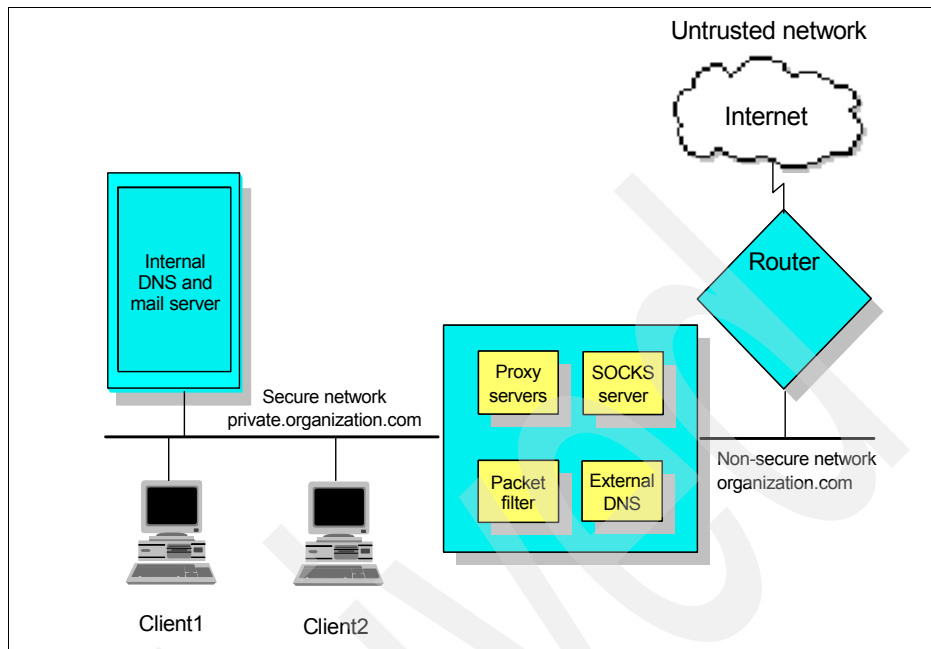 Untrusted network
Internet
Router
Internal
DNS and
mail server
Secure network
private.organization.com
Proxy
servers
SOCKS
server
Packet
filter
External
DNS
Non-secure network
organization.com
Client1
Client2